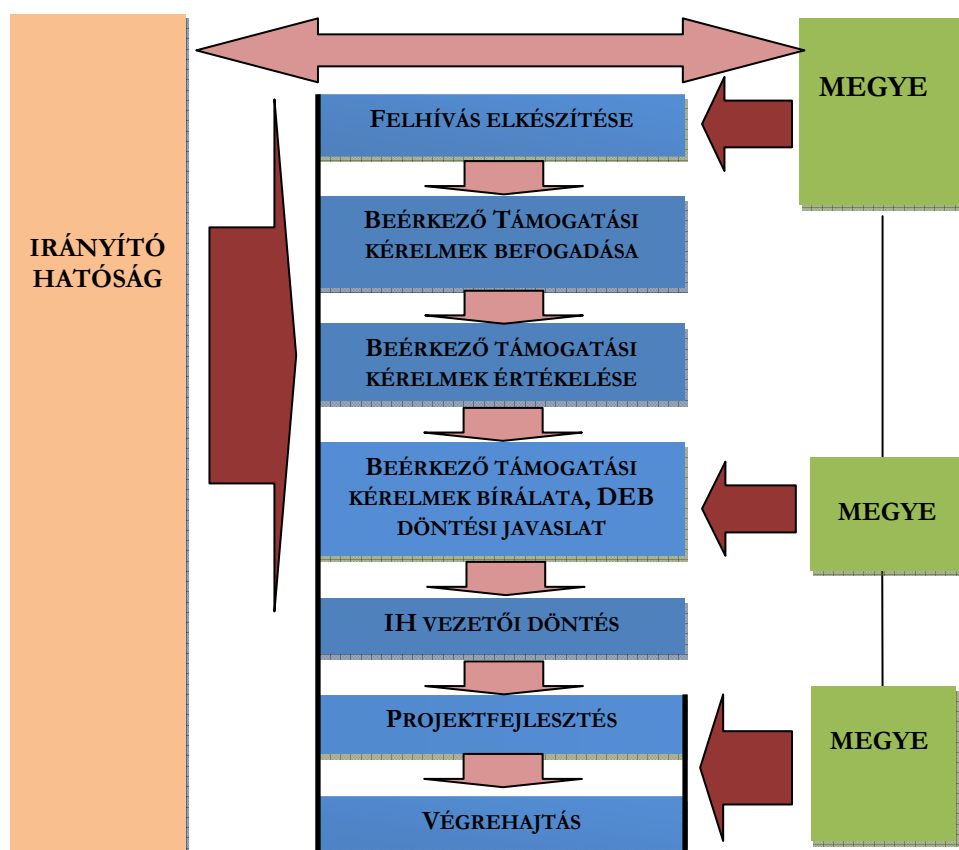 IRÁNYÍTÓ
HATÓSÁG
MEGYE
FELHÍVÁS ELKÉSZÍTÉSE
BEÉRKEZŐ TÁMOGATÁSI
KÉRELMEK BEFOGADÁSA
BEÉRKEZŐ TÁMOGATÁSI
KÉRELMEK ÉRTÉKELÉSE
BEÉRKEZŐ TÁMOGATÁSI
KÉRELMEK BÍRÁLATA, DEB
DÖNTÉSI JAVASLAT
MEGYE
IH VEZETŐI DÖNTÉS
PROJEKTFEJLESZTÉS
MEGYE
VÉGREHAJTÁS